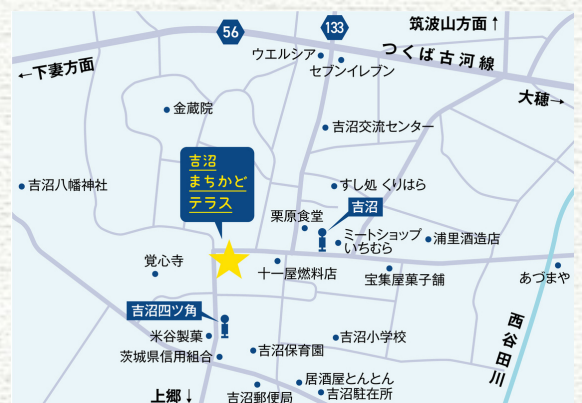 筑波山方面↑
56
133
つくば古河線
ウエルシア
セブンイレブン
←下妻方面
大穂→
金蔵院
吉沼交流センター
吉沼
まちかど
テラス
吉沼八幡神社
すし処 くりはら
吉沼
栗原食堂
ミートショップ
いちむら
浦里酒造店
覚心寺
十一屋燃料店
宝集屋菓子舗
あづまや
吉沼四ツ角
西谷田川
米谷製菓
吉沼小学校
茨城県信用組合
吉沼保育園
居酒屋とんとん
上郷↓
吉沼郵便局
吉沼駐在所